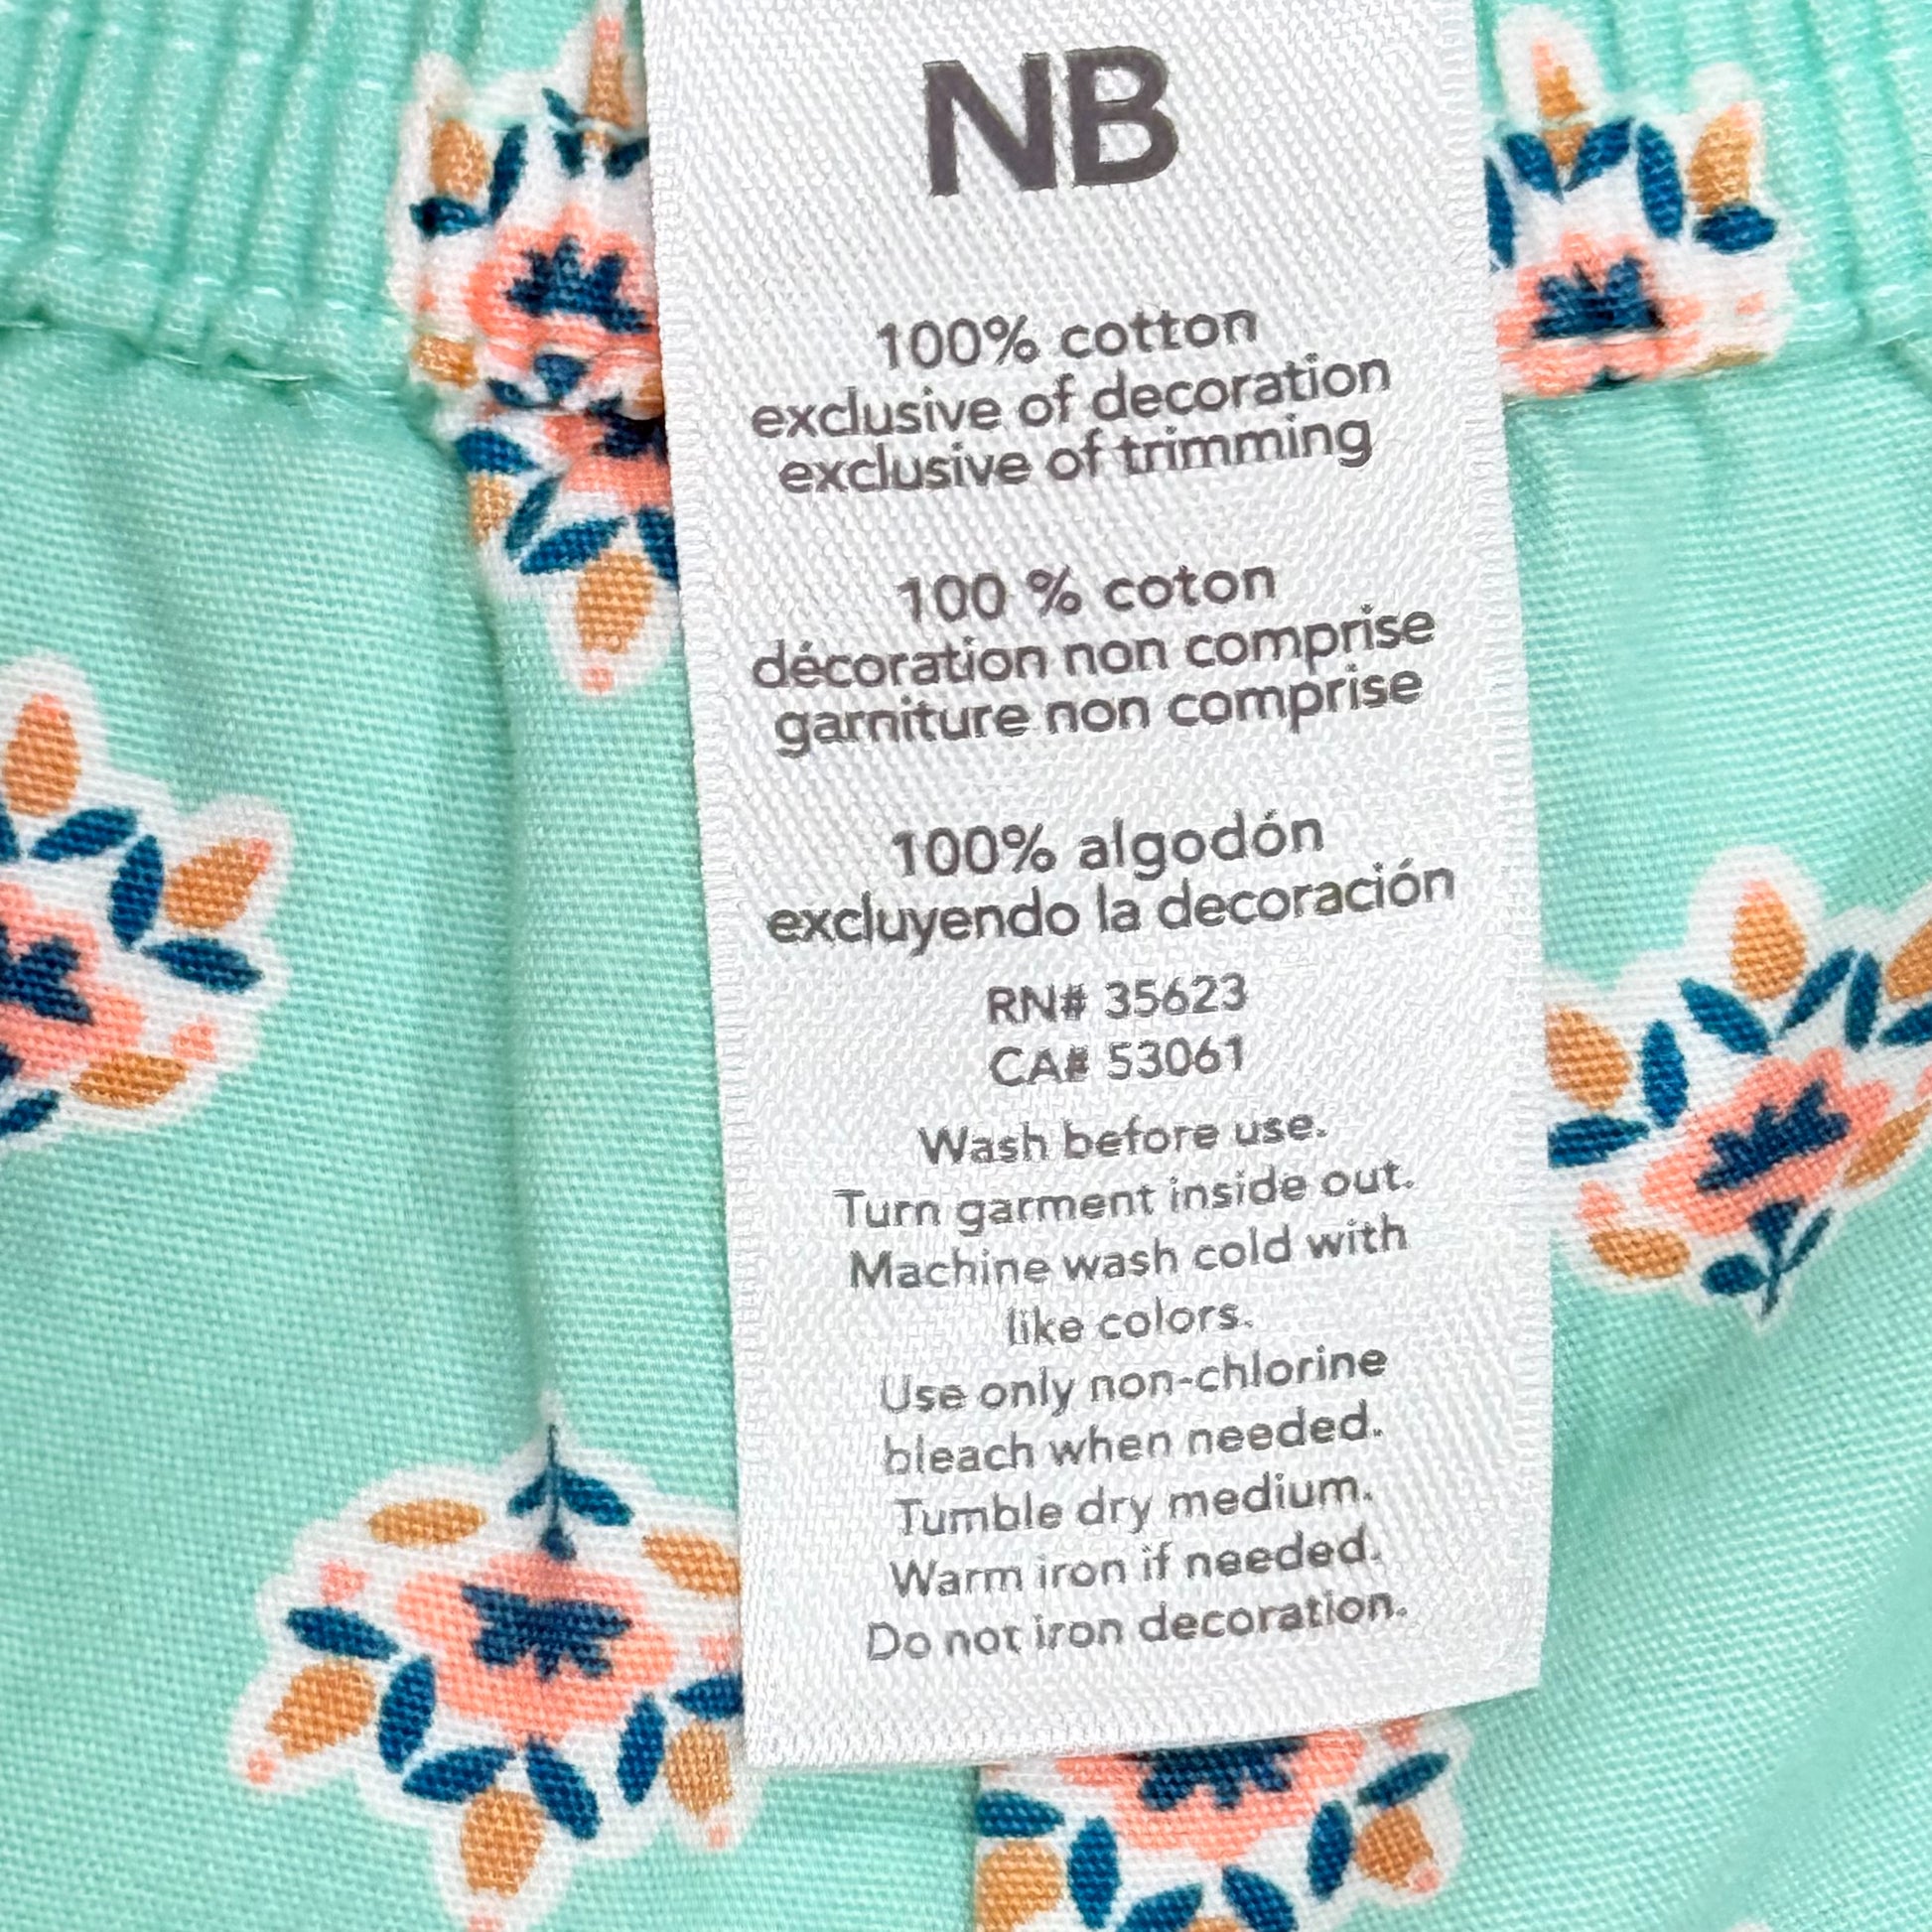 NB
100% cotton
exclusive of decoration
exclusive of trimming
100 % coton
décoration non comprise
garniture non comprise
100% algodón
excluyendo la decoración
RN# 35623
CA# 53061
Wash before use.
Turn garment inside out.
Machine wash cold with
like colors.
Use only non-chlorine
bleach when needed.
Tumble dry medium.
Warm iron if needed.
Do not iron decoration.